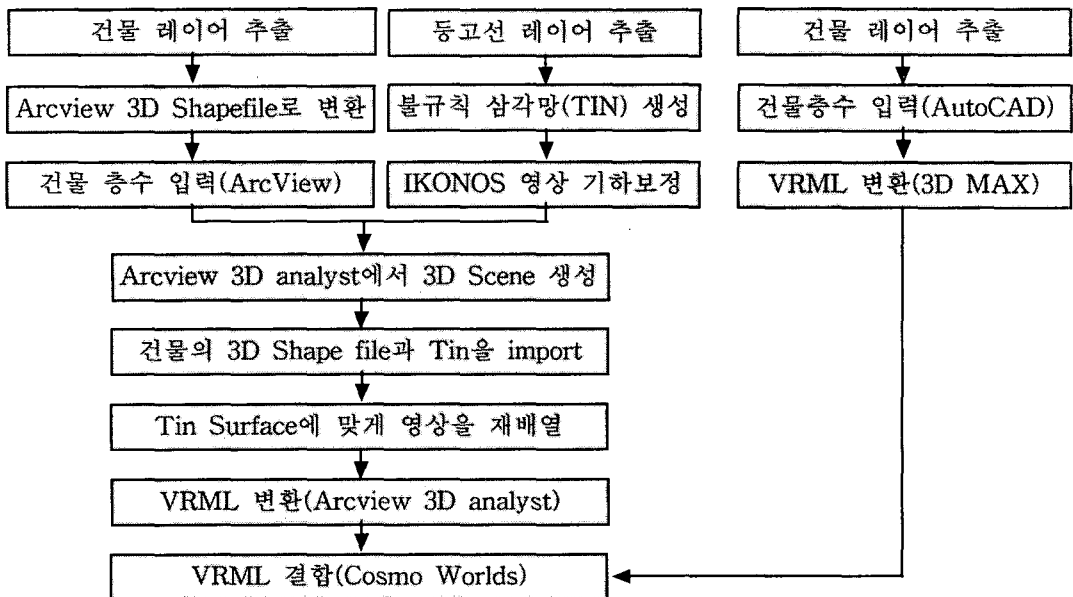 건물 레이어 추출
등고선 레이어 추출
건물 레이어 추출
Arcview 3D Shapefile로 변환
불규칙 삼각망(TIN) 생성
건물층수 입력(AutoCAD)
건물 층수 입력(ArcView)
IKONOS 영상 기하보정
VRML 변환(3D MAX)
Arcview 3D analyst에서 3D Scene 생성
건물의 3D Shape file과 Tin을 import
Tin Surface에 맞게 영상을 재배열
VRML 변환(Arcview 3D analyst)
VRML 결합(Cosmo Worlds)